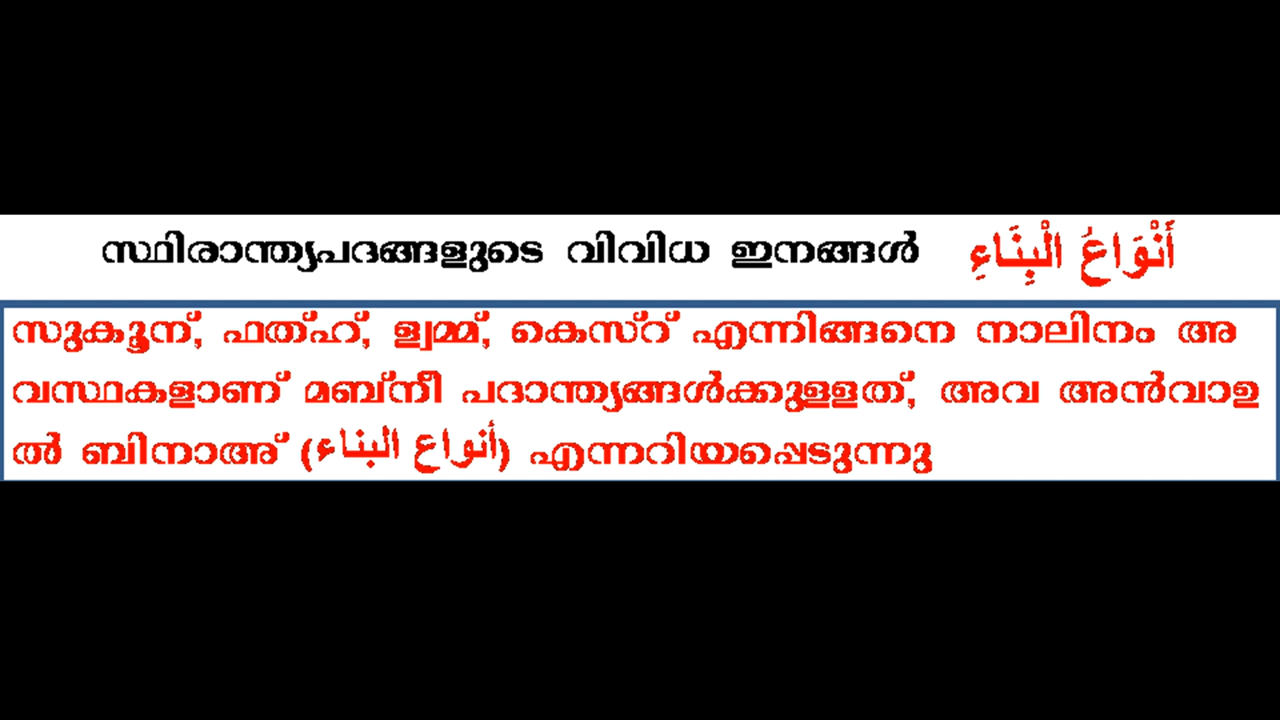 സ്ഥിരാന്ത്യപദങ്ങളുടെ വിവിധ ഇനങ്ങൾ أَنْوَاعُ الْبِنَاءِ
സുകൂന്, ഫത്ഹ്, ള്വമ്മ്, കെസ്റ് എന്നിങ്ങനെ നാലിനം അ
വസ്ഥകളാണ് മബ്നീ പദാന്ത്യങ്ങൾക്കുള്ളത്, അവ അൻവാഉ
ൽ ബിനാഅ് (أنواع البناء) എന്നറിയപ്പെടുന്നു